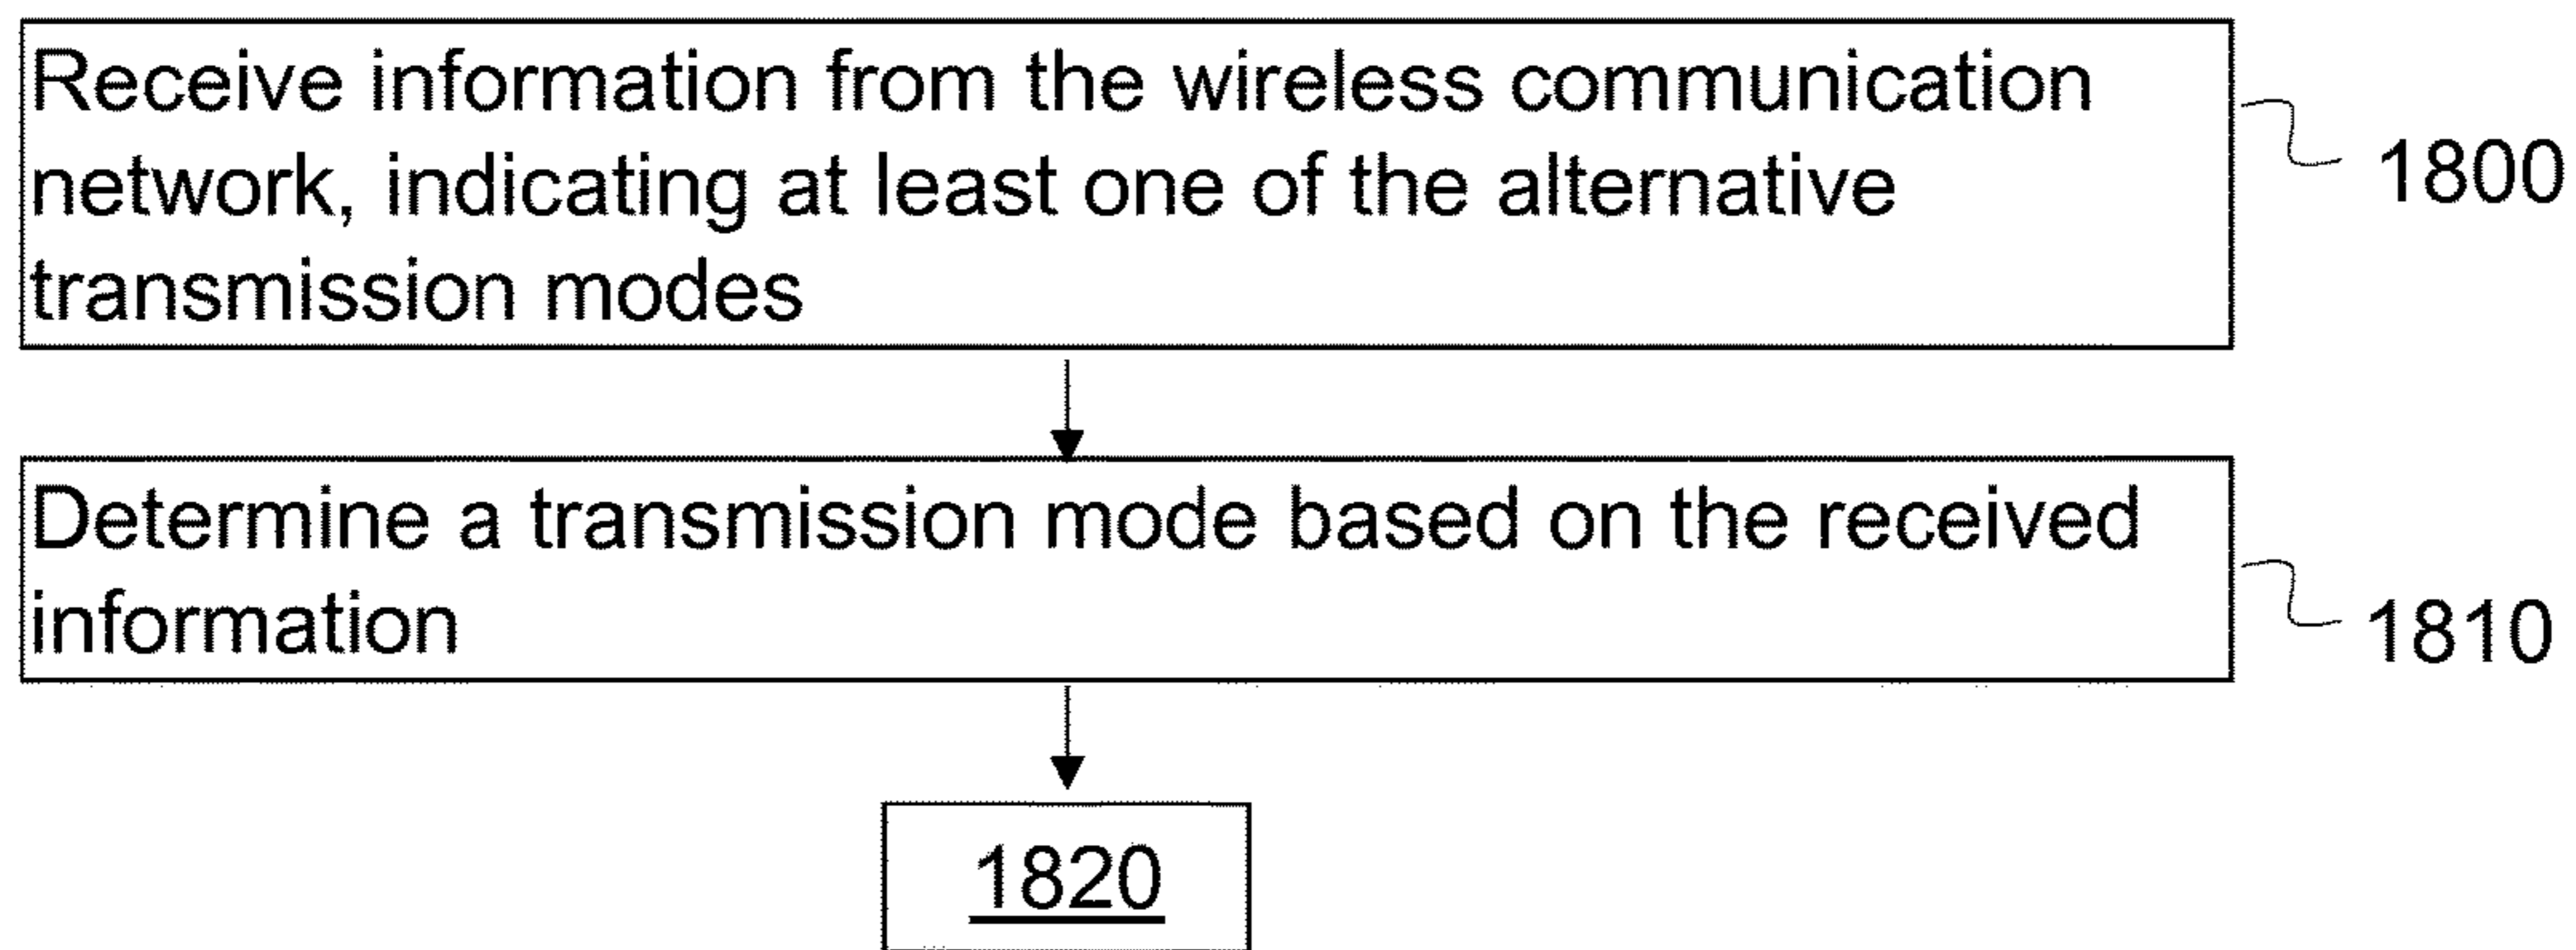 Receive information from the wireless communication
network, indicating at least one of the alternative
transmission modes
1800
Determine a transmission mode based on the received
information
1810
1820